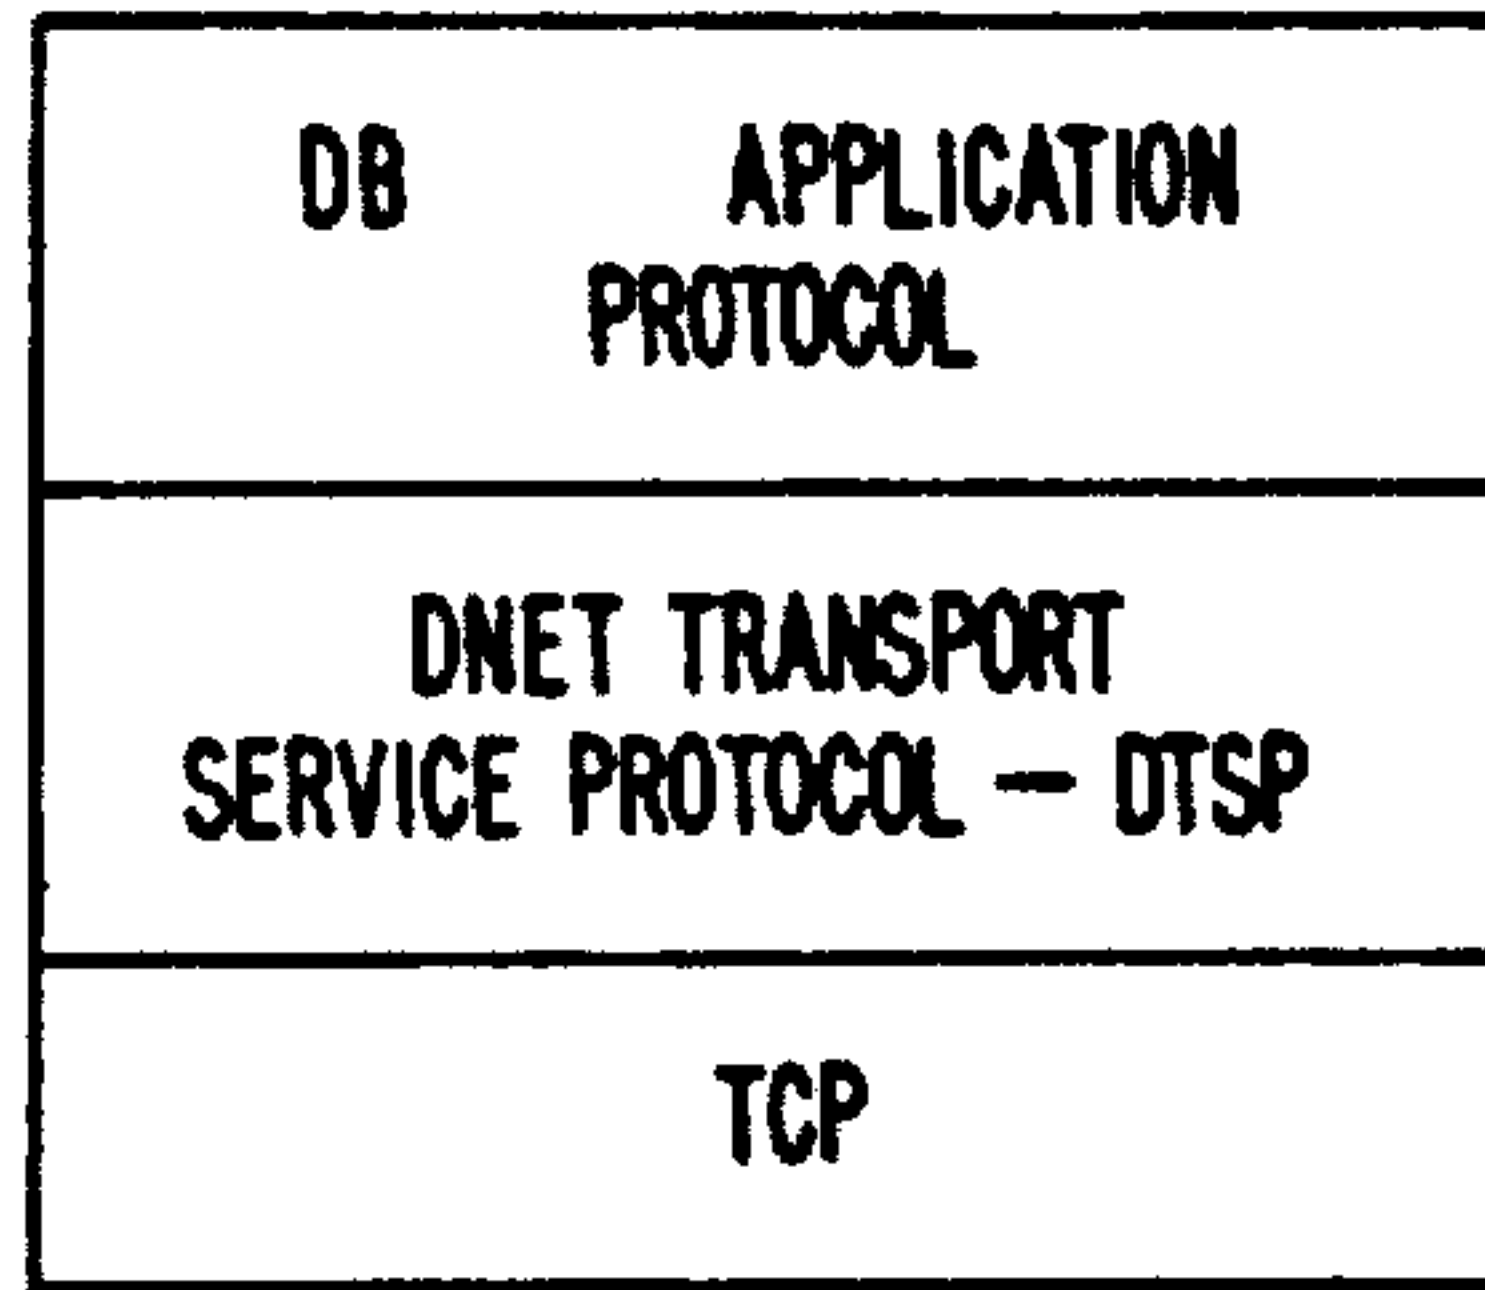 DB APPLICATION
PROTOCOL
DNET TRANSPORT
SERVICE PROTOCOL — DTSP
TCP